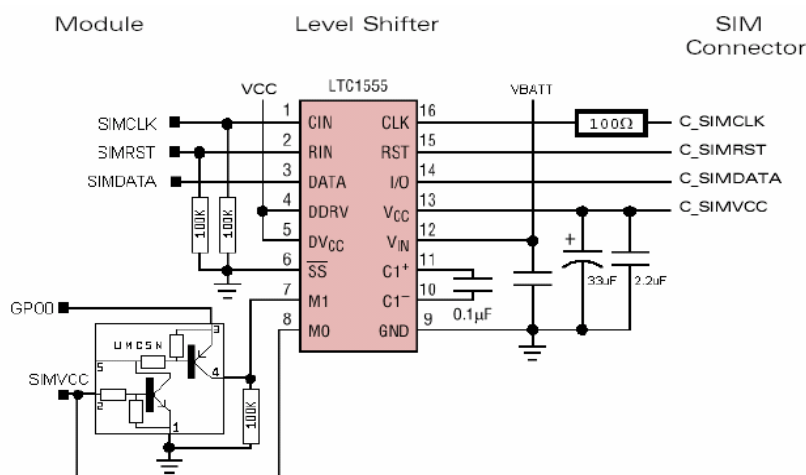 Module Level Shifter SIM
Connector
VCC LTC1555 VBATT
SIMCLK 1 CIN CLK 16 100Ω C_SIMCLK
SIMRST 2 RIN RST 15 C_SIMRST
SIMDATA 3 DATA I/O 14 C_SIMDATA
4 DDRV VCC 13 C_SIMVCC
5 DVCC VIN 12
100K 100K
6 SS C1+ 11 + 33uF 2.2uF
7 M1 C1− 10 0.1µF
GPO0 8 M0 GND 9
UMC5N 3
5 4
SIMVCC 2 1 100K